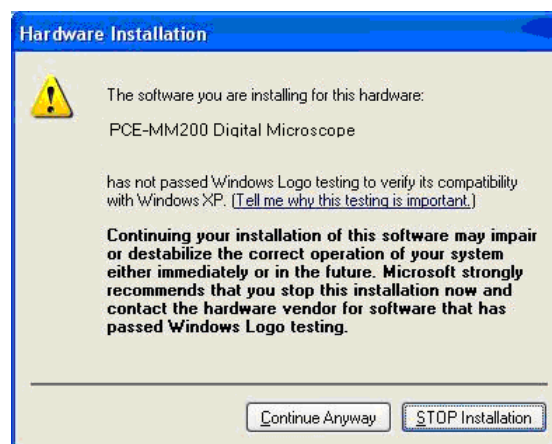 Hardware Installation
The software you are installing for this hardware:
PCE-MM200 Digital Microscope
has not passed Windows Logo testing to verify its compatibility
with Windows XP. (Tell me why this testing is important.)
Continuing your installation of this software may impair
or destabilize the correct operation of your system
either immediately or in the future. Microsoft strongly
recommends that you stop this installation now and
contact the hardware vendor for software that has
passed Windows Logo testing.
Continue Anyway
STOP Installation